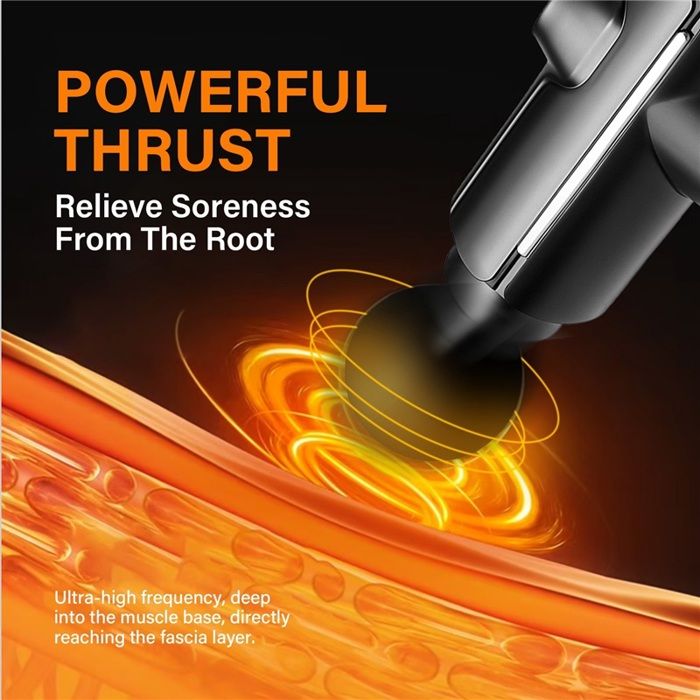 POWERFUL
THRUST
Relieve Soreness
From The Root
Ultra-high frequency, deep
into the muscle base, directly
reaching the fascia layer.